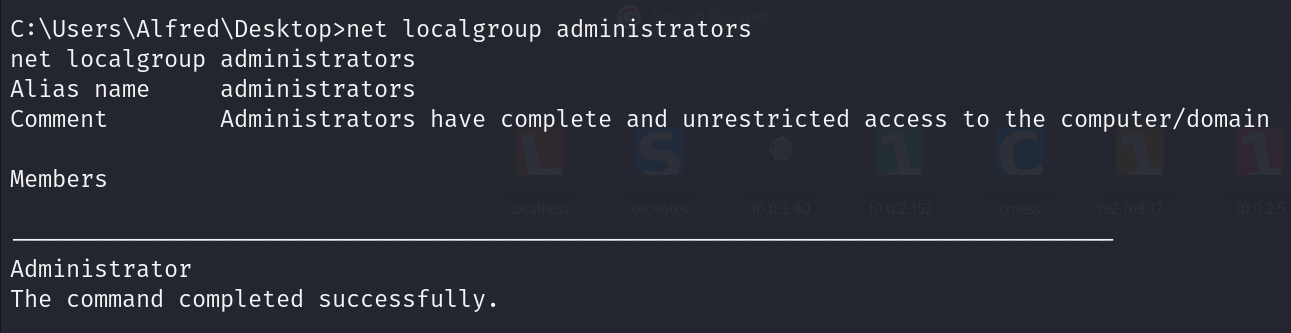 C:\Users\Alfred\Desktop>net localgroup administrators
net localgroup administrators
Alias name     administrators
Comment        Administrators have complete and unrestricted access to the computer/domain
Members
Administrator
The command completed successfully.
localhost
secnotes
10.0.2.80
10.0.2.152
cmess
192.168.17...
10.0.2.5